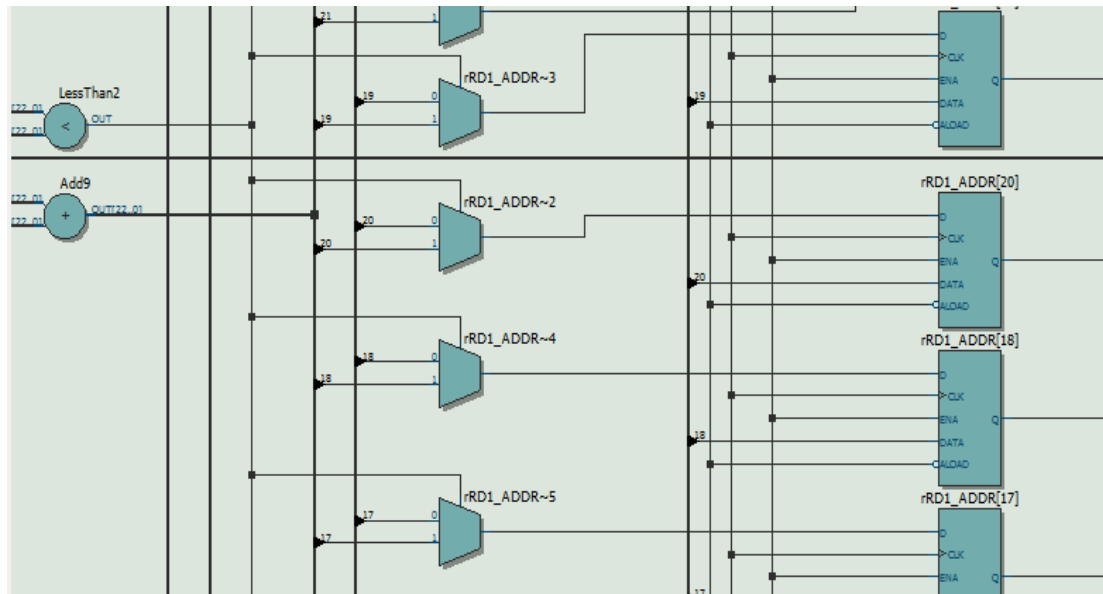 21
1
rRD1_ADDR~3
D
CLK
ENA
Q
19
0
19
DATA
19
1
ALOAD
LessThan2
[22..0]
<
OUT
[22..0]
Add9
[22..0]
+
OUT[22..0]
[22..0]
rRD1_ADDR[20]
rRD1_ADDR~2
D
20
0
CLK
20
1
ENA
Q
20
DATA
ALOAD
rRD1_ADDR[18]
rRD1_ADDR~4
18
0
D
18
1
CLK
ENA
Q
18
DATA
ALOAD
rRD1_ADDR[17]
rRD1_ADDR~5
17
0
D
17
1
CLK
ENA
Q
17